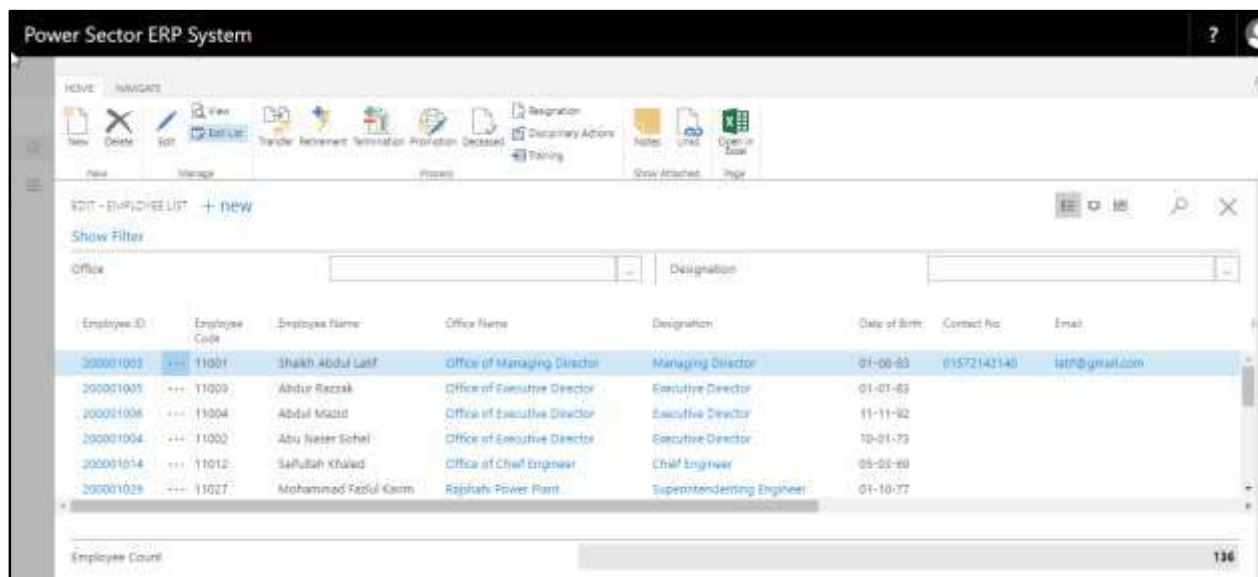 Power Sector ERP System ?
HOME NAVIGATE
New Delete Edit View Edit List Transfer Retirement Termination Promotion Deceased Resignation Disciplinary Actions Training Notes Links Open in Excel
New Manage Process Show Attached Page
EDIT - EMPLOYEE LIST + new
Show Filter
Office ... Designation ...
Employee ID Employee Code Employee Name Office Name Designation Date of Birth Contact No Email
200001003 ... 11001 Shaikh Abdul Latif Office of Managing Director Managing Director 01572142140 latif@gmail.com
200001005 ... 11003 Abdur Razzak Office of Executive Director Executive Director 01-01-83
200001006 ... 11004 Abdul Mazid Office of Executive Director Executive Director 11-11-92
200001004 ... 11002 Abu Naser Sohel Office of Executive Director Executive Director 10-01-73
200001014 ... 11012 Saifullah Khaled Office of Chief Engineer Chief Engineer
200001029 ... 11027 Mohammad Fazlul Karim Rajshahi Power Plant Superintendenting Engineer 01-10-77
Employee Count 136